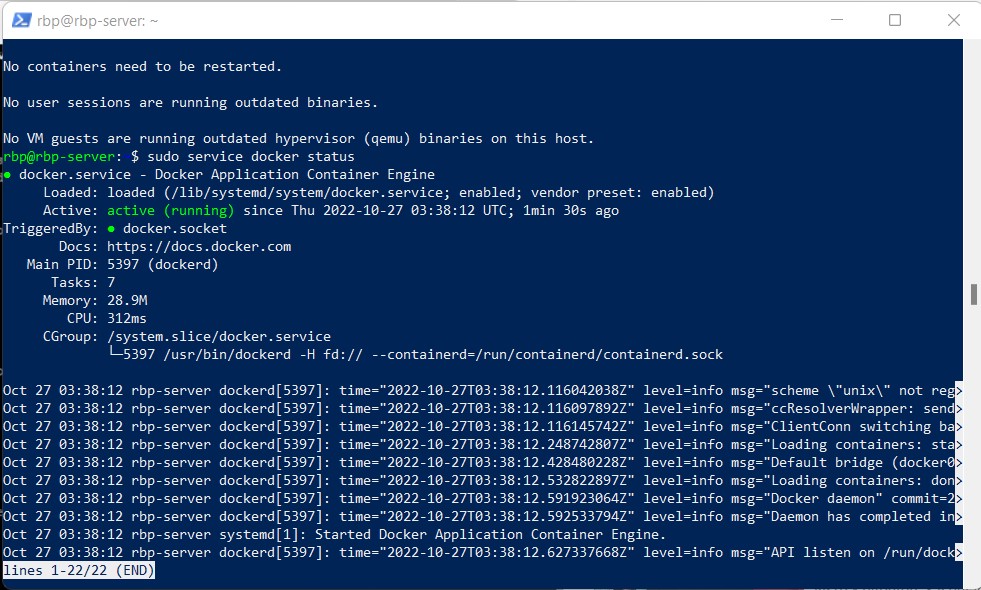 rbp@rbp-server: ~
No containers need to be restarted.
No user sessions are running outdated binaries.
No VM guests are running outdated hypervisor (qemu) binaries on this host.
rbp@rbp-server: $ sudo service docker status
● docker.service - Docker Application Container Engine
Loaded: loaded (/lib/systemd/system/docker.service; enabled; vendor preset: enabled)
Active: active (running) since Thu 2022-10-27 03:38:12 UTC; 1min 30s ago
TriggeredBy: ● docker.socket
Docs: https://docs.docker.com
Main PID: 5397 (dockerd)
Tasks: 7
Memory: 28.9M
CPU: 312ms
CGroup: /system.slice/docker.service
└─5397 /usr/bin/dockerd -H fd:// --containerd=/run/containerd/containerd.sock
Oct 27 03:38:12 rbp-server dockerd[5397]: time="2022-10-27T03:38:12.116042038Z" level=info msg="scheme \"unix\" not reg>
Oct 27 03:38:12 rbp-server dockerd[5397]: time="2022-10-27T03:38:12.116097892Z" level=info msg="ccResolverWrapper: send>
Oct 27 03:38:12 rbp-server dockerd[5397]: time="2022-10-27T03:38:12.116145742Z" level=info msg="ClientConn switching ba>
Oct 27 03:38:12 rbp-server dockerd[5397]: time="2022-10-27T03:38:12.248742807Z" level=info msg="Loading containers: sta>
Oct 27 03:38:12 rbp-server dockerd[5397]: time="2022-10-27T03:38:12.428480228Z" level=info msg="Default bridge (docker0>
Oct 27 03:38:12 rbp-server dockerd[5397]: time="2022-10-27T03:38:12.532822897Z" level=info msg="Loading containers: don>
Oct 27 03:38:12 rbp-server dockerd[5397]: time="2022-10-27T03:38:12.591923064Z" level=info msg="Docker daemon" commit=2>
Oct 27 03:38:12 rbp-server dockerd[5397]: time="2022-10-27T03:38:12.592533794Z" level=info msg="Daemon has completed in>
Oct 27 03:38:12 rbp-server systemd[1]: Started Docker Application Container Engine.
Oct 27 03:38:12 rbp-server dockerd[5397]: time="2022-10-27T03:38:12.627337668Z" level=info msg="API listen on /run/dock>
lines 1-22/22 (END)